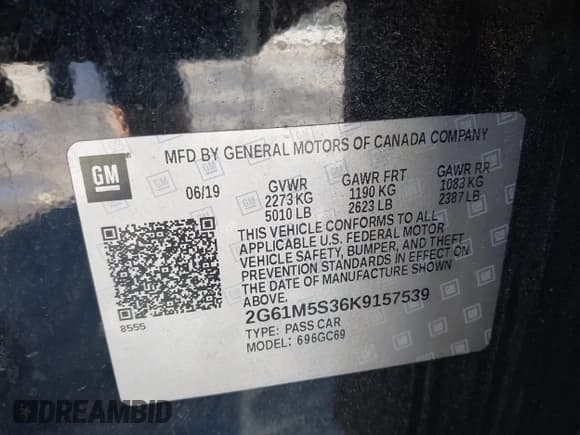 GM
MFD BY GENERAL MOTORS OF CANADA COMPANY
06/19 GVWR GAWR FRT GAWR RR
2273 KG 1190 KG 1083 KG
5010 LB 2623 LB 2387 LB
THIS VEHICLE CONFORMS TO ALL
APPLICABLE U.S. FEDERAL MOTOR
VEHICLE SAFETY, BUMPER, AND THEFT
PREVENTION STANDARDS IN EFFECT ON
THE DATE OF MANUFACTURE SHOWN
ABOVE.
8555
2G61M5S36K9157539
TYPE: PASS CAR
MODEL: 696GC69
DREAMBID